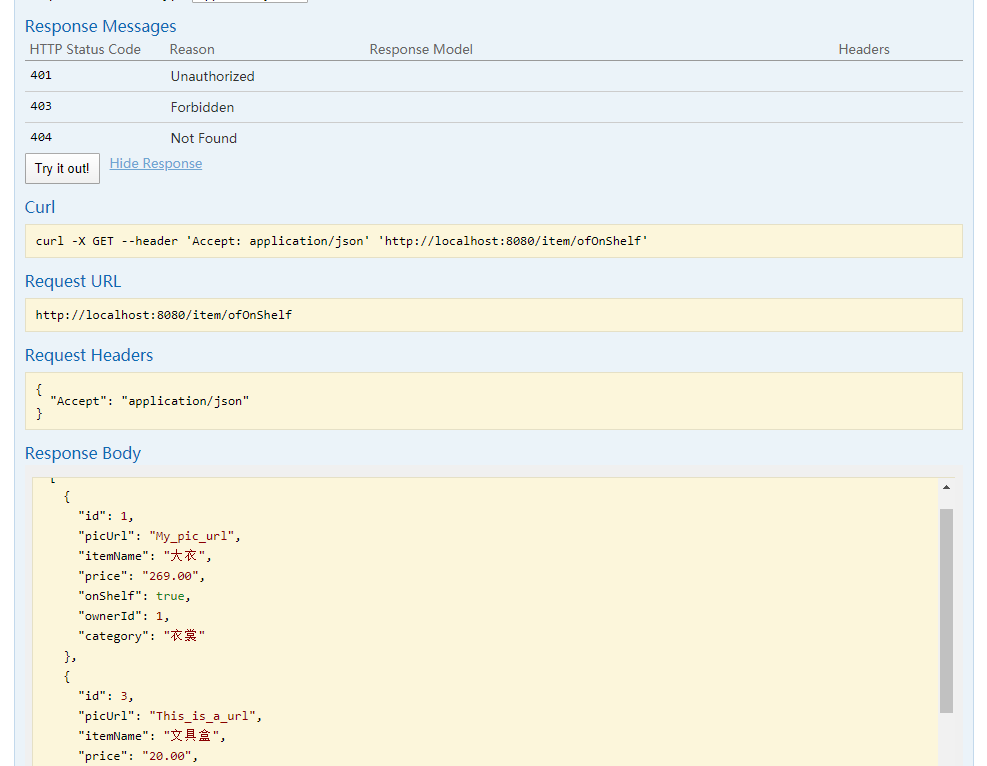 Response Messages
HTTP Status Code Reason Response Model Headers
401 Unauthorized
403 Forbidden
404 Not Found
Try it out! Hide Response
Curl
curl -X GET --header 'Accept: application/json' 'http://localhost:8080/item/ofOnShelf'
Request URL
http://localhost:8080/item/ofOnShelf
Request Headers
{
"Accept": "application/json"
}
Response Body
[
{
"id": 1,
"picUrl": "My_pic_url",
"itemName": "大衣",
"price": "269.00",
"onShelf": true,
"ownerId": 1,
"category": "衣裳"
},
{
"id": 3,
"picUrl": "This_is_a_url",
"itemName": "文具盒",
"price": "20.00",